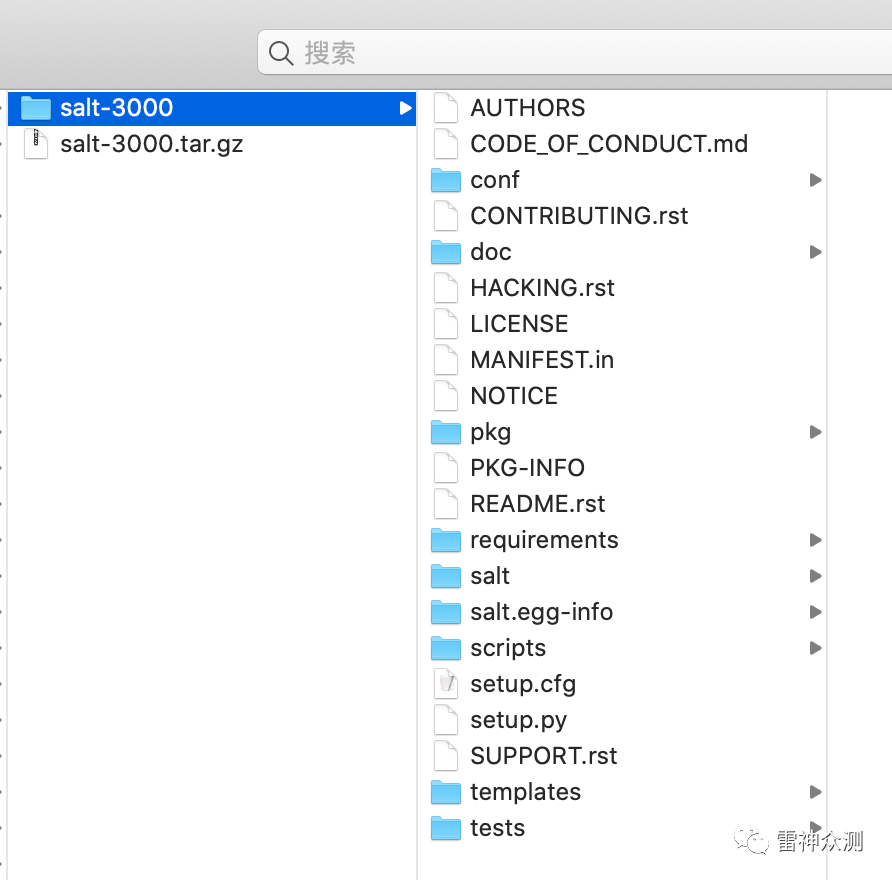 搜索
salt-3000
salt-3000.tar.gz
AUTHORS
CODE_OF_CONDUCT.md
conf
CONTRIBUTING.rst
doc
HACKING.rst
LICENSE
MANIFEST.in
NOTICE
pkg
PKG-INFO
README.rst
requirements
salt
salt.egg-info
scripts
setup.cfg
setup.py
SUPPORT.rst
templates
tests
雷神众测